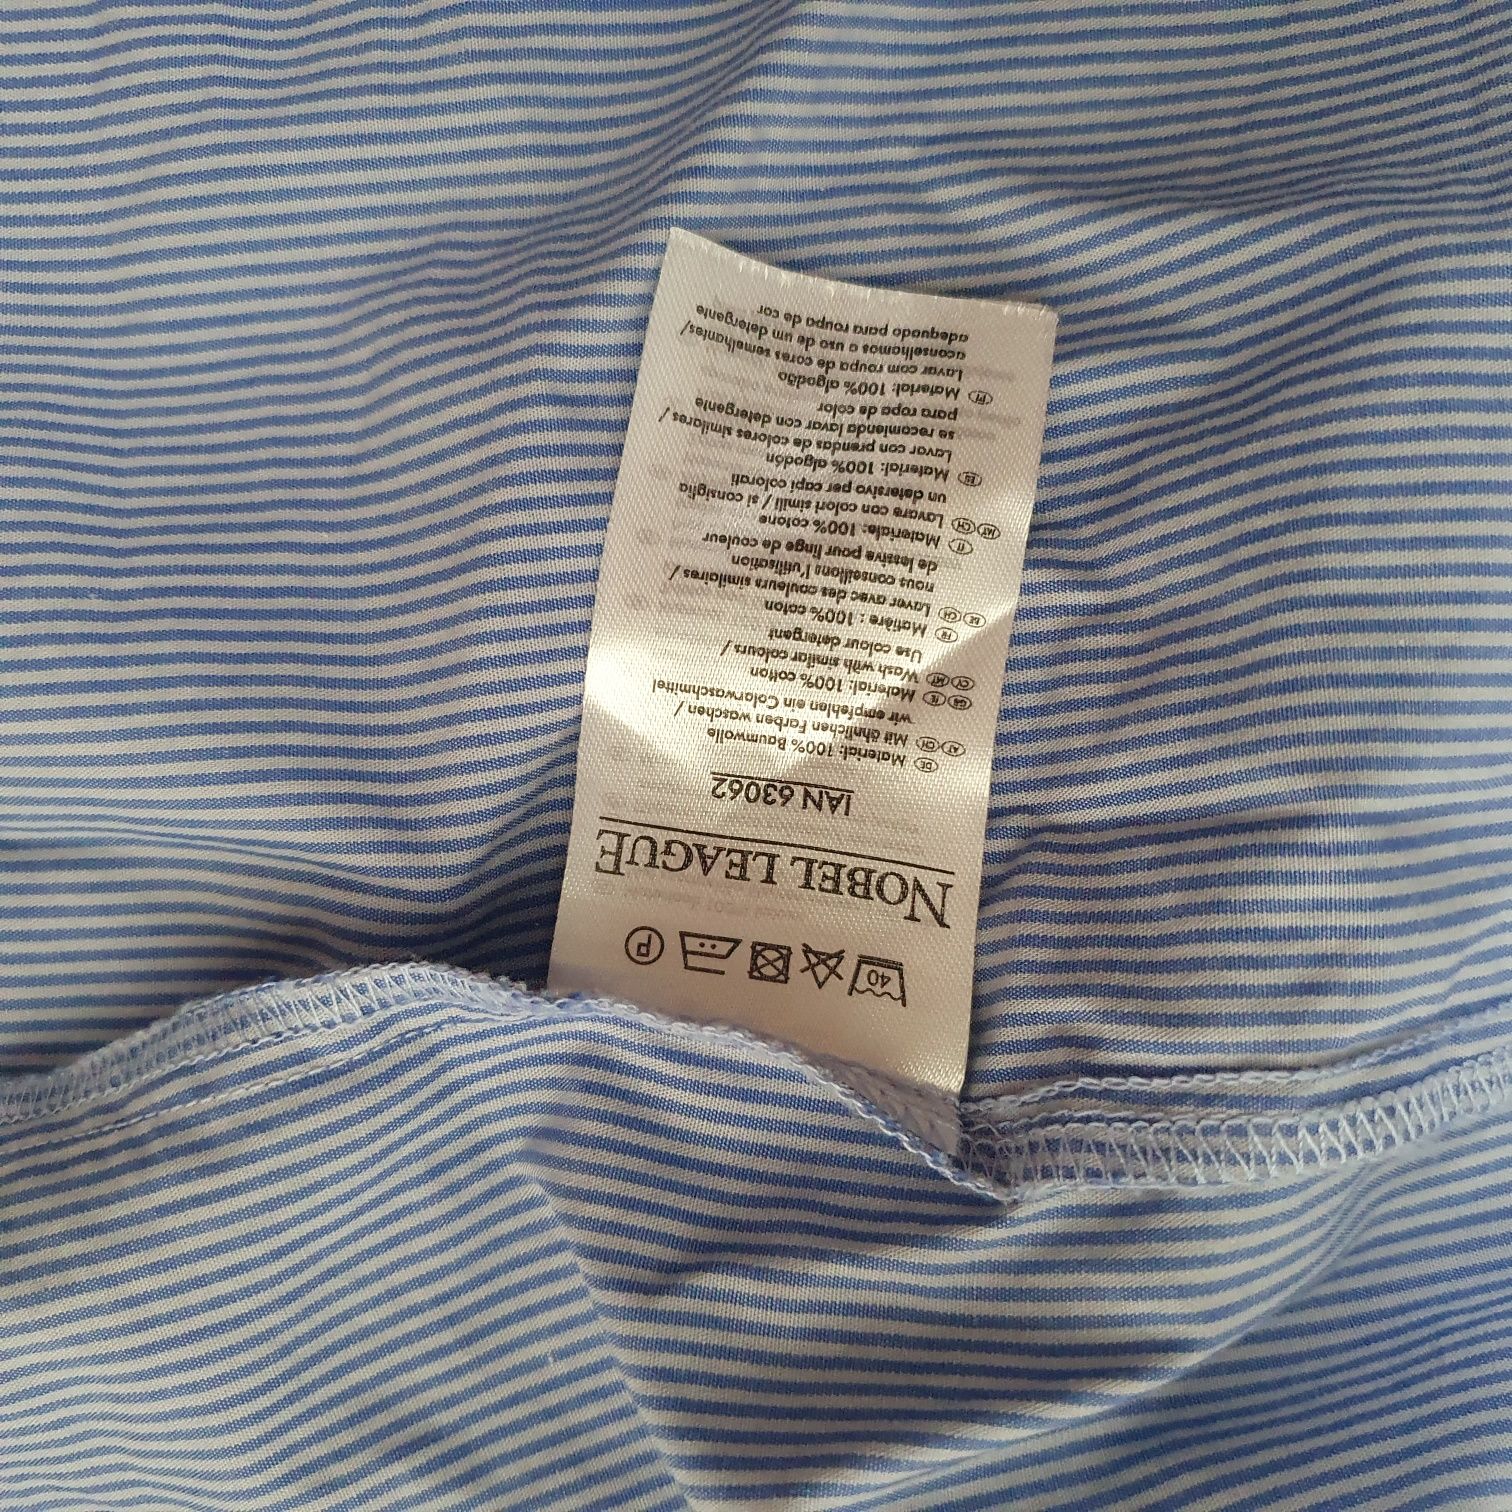 40 P
NOBEL LEAGUE
IAN 63062
DE Material: 100% Baumwolle
AT CH Mit ähnlichen Farben waschen /
wir empfehlen ein Colorwaschmittel
GB IE Material: 100% cotton
CY MT Wash with similar colours /
Use colour detergent
FR Matière : 100% coton
BE CH Laver avec des couleurs similaires /
nous conseillons l'utilisation
de lessive pour linge de couleur
IT Materiale: 100% cotone
MT CH Lavare con colori simili / si consiglia
un detersivo per capi colorati
ES Material: 100% algodón
Lavar con prendas de colores similares /
se recomienda lavar con detergente
para ropa de color
PT Material: 100% algodão
Lavar com roupa de cores semelhantes/
aconselhamos o uso de um detergente
adequado para roupa de cor